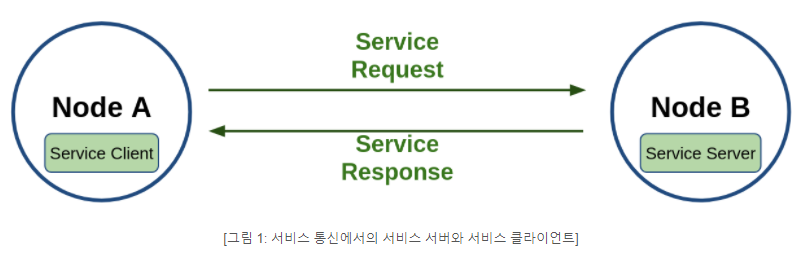 Service
Request
Node A
Service Client
Node B
Service Server
Service
Response
[그림 1: 서비스 통신에서의 서비스 서버와 서비스 클라이언트]